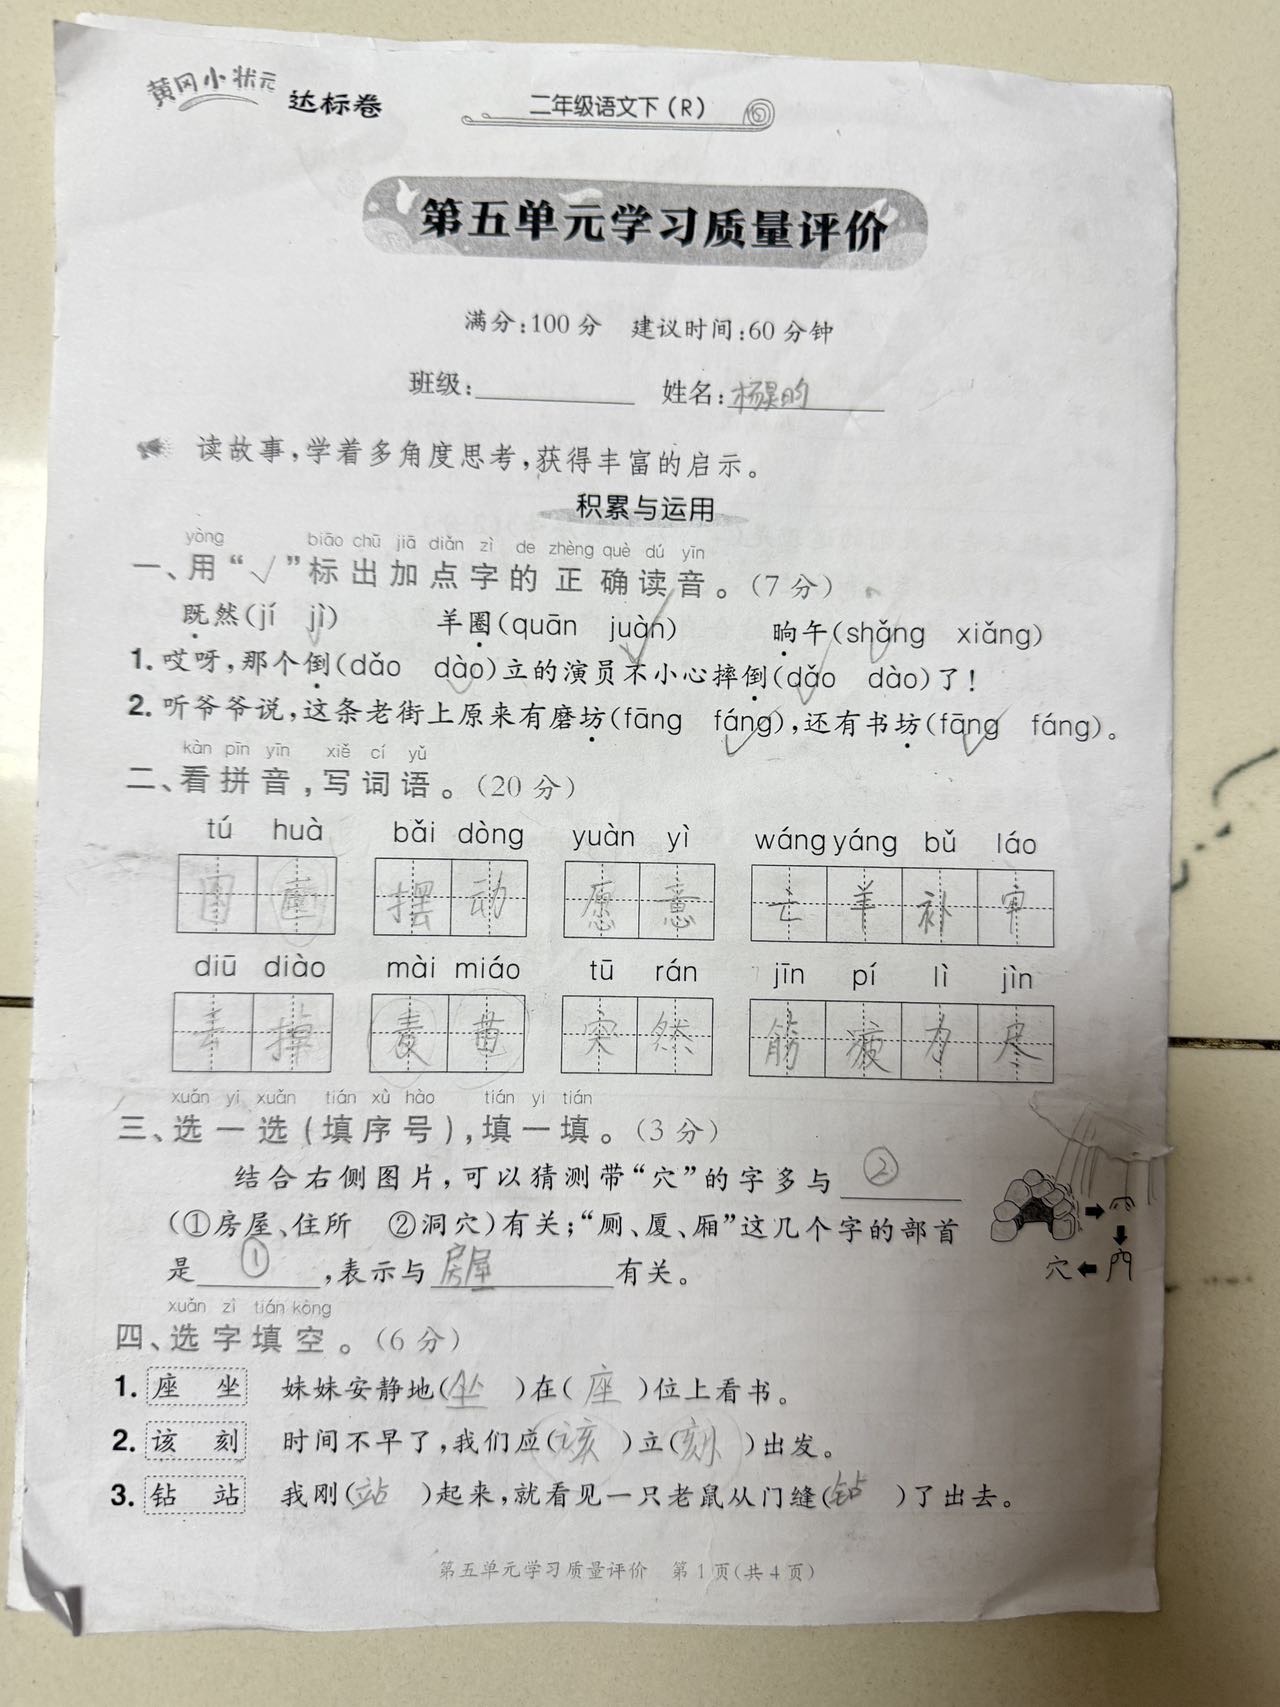 黄冈小状元 达标卷
二年级语文下(R)
第五单元学习质量评价
满分:100分 建议时间:60分钟
班级: 姓名:杨昊昀
读故事,学着多角度思考,获得丰富的启示。
积累与运用
yòng biāo chū jiā diǎn zì de zhèng què dú yīn
一、用“√”标出加点字的正确读音。(7分)
既然(jí jì) 羊圈(quān juàn) 晌午(shǎng xiǎng)
1. 哎呀,那个倒(dǎo dào)立的演员不小心摔倒(dǎo dào)了!
2. 听爷爷说,这条老街上原来有磨坊(fāng fáng),还有书坊(fāng fáng)。
kàn pīn yīn xiě cí yǔ
二、看拼音,写词语。(20分)
tú huà bǎi dòng yuàn yì wáng yáng bǔ láo
摆动 愿意 亡羊补牢
diū diào mài miáo tū rán jīn pí lì jìn
丢掉 麦苗 突然 筋疲力尽
xuǎn yi xuǎn tián xù hào tián yi tián
三、选一选(填序号),填一填。(3分)
结合右侧图片,可以猜测带“穴”的字多与 ②
(①房屋、住所 ②洞穴)有关;“厕、厦、厢”这几个字的部首
是 ① ,表示与 房屋 有关。
穴
xuǎn zì tián kòng
四、选字填空。(6分)
1. 座 坐 妹妹安静地(坐)在(座)位上看书。
2. 该 刻 时间不早了,我们应(该)立(刻)出发。
3. 钻 站 我刚(站)起来,就看见一只老鼠从门缝(钻)了出去。
第五单元学习质量评价 第1页(共4页)